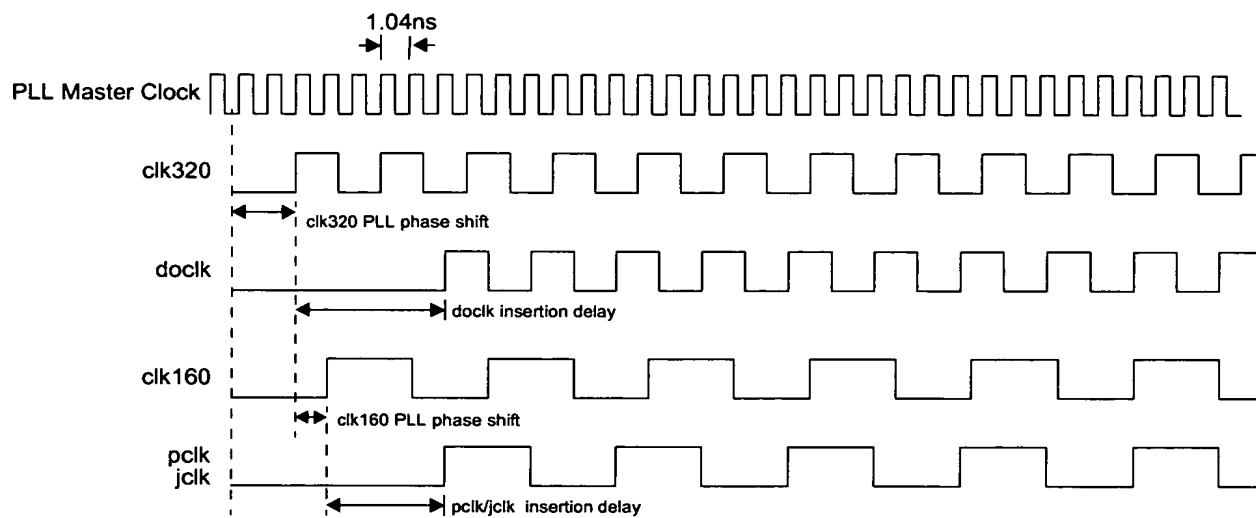 1.04ns
PLL Master Clock
clk320
clk320 PLL phase shift
doclk
doclk insertion delay
clk160
clk160 PLL phase shift
pclk
jclk
pclk/jclk insertion delay